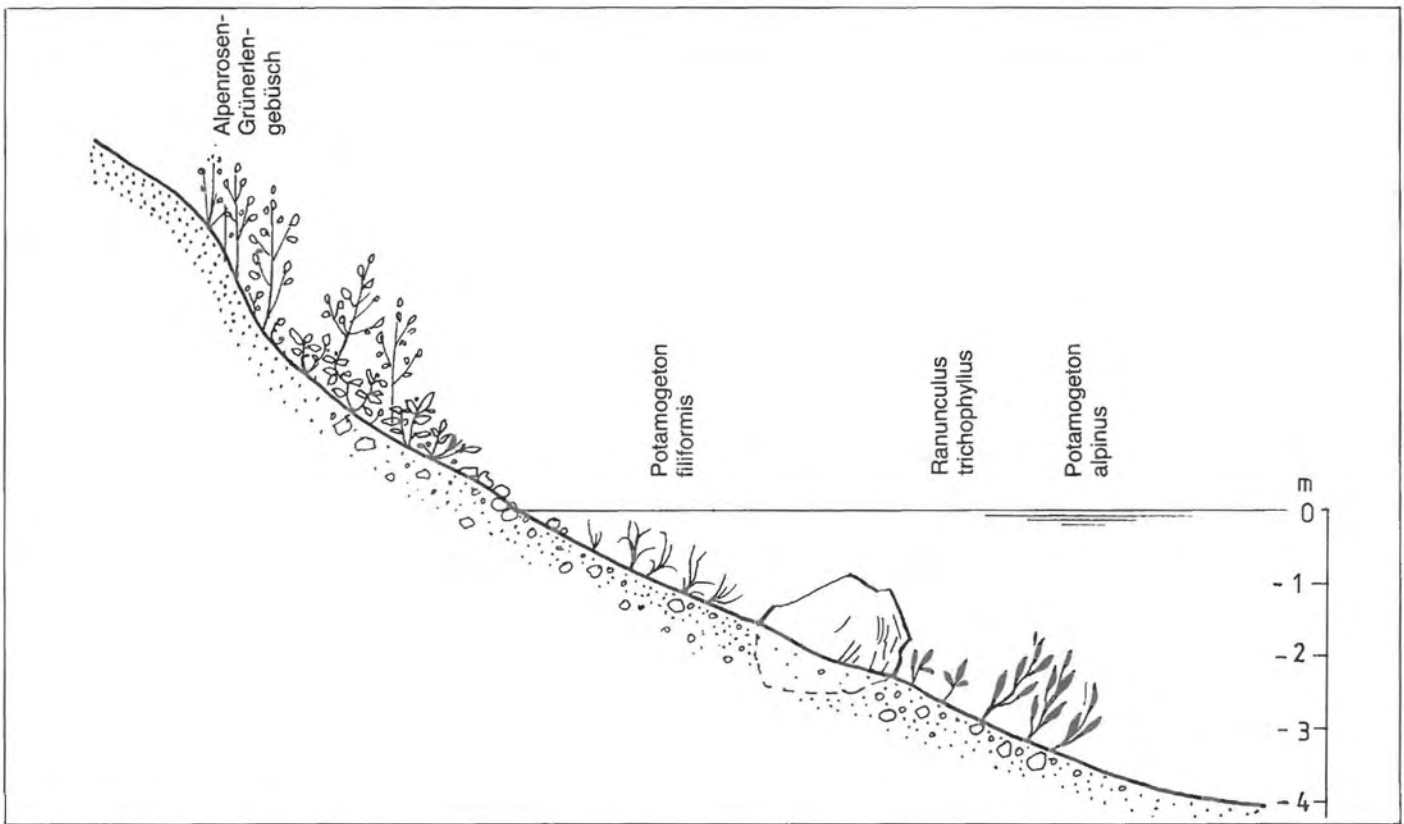 Alpenrosen-
Grünerlen-
gebüsch
Potamogeton
filiformis
Ranunculus
trichophyllus
Potamogeton
alpinus
m
0
- 1
- 2
- 3
- 4